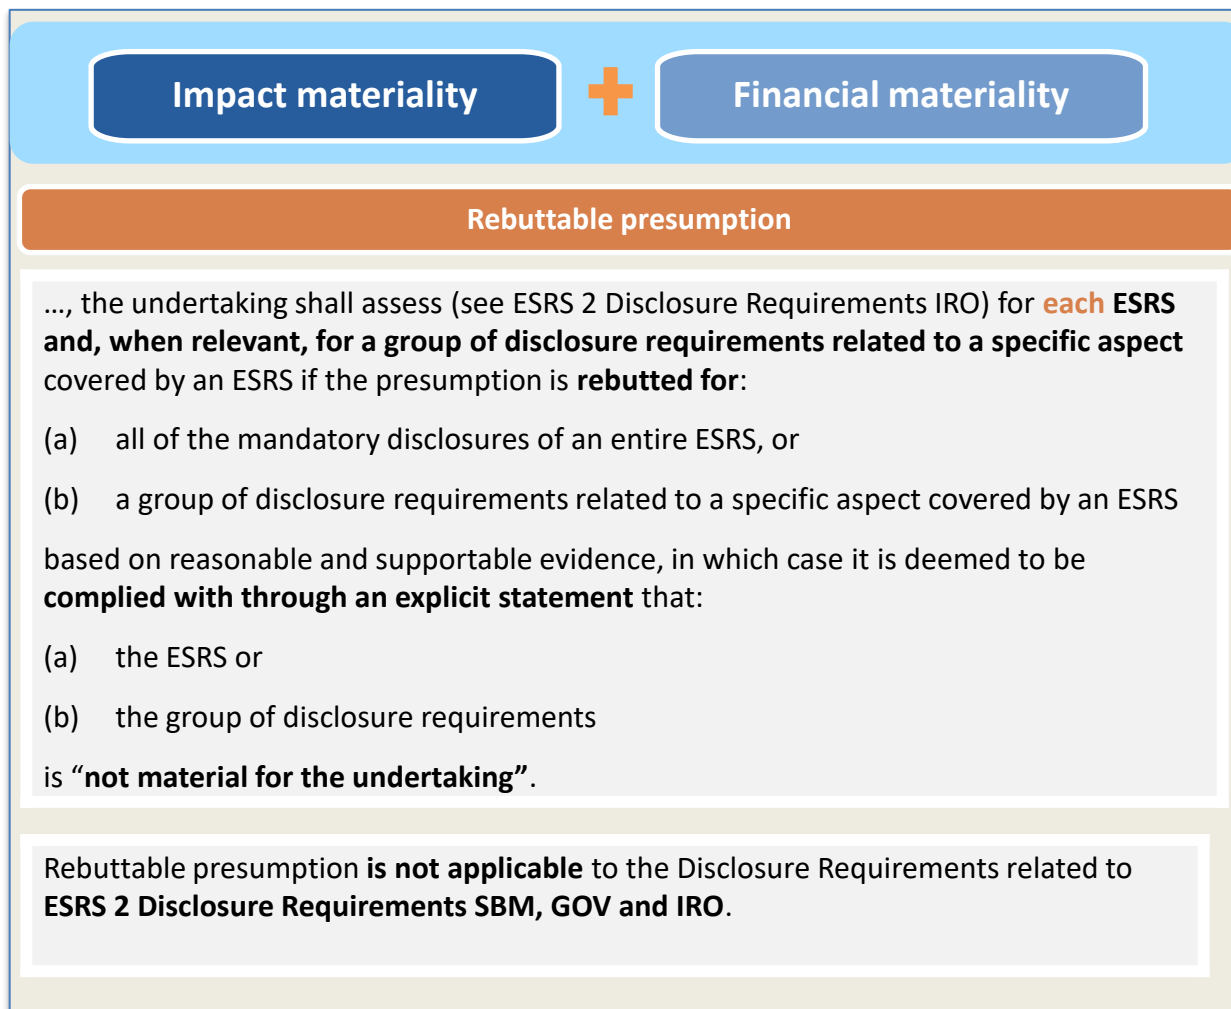 Impact materiality
Financial materiality
Rebuttable presumption
…, the undertaking shall assess (see ESRS 2 Disclosure Requirements IRO) for each ESRS
and, when relevant, for a group of disclosure requirements related to a specific aspect
covered by an ESRS if the presumption is rebutted for:
(a) all of the mandatory disclosures of an entire ESRS, or
(b) a group of disclosure requirements related to a specific aspect covered by an ESRS
based on reasonable and supportable evidence, in which case it is deemed to be
complied with through an explicit statement that:
(a) the ESRS or
(b) the group of disclosure requirements
is “not material for the undertaking”.
Rebuttable presumption is not applicable to the Disclosure Requirements related to
ESRS 2 Disclosure Requirements SBM, GOV and IRO.